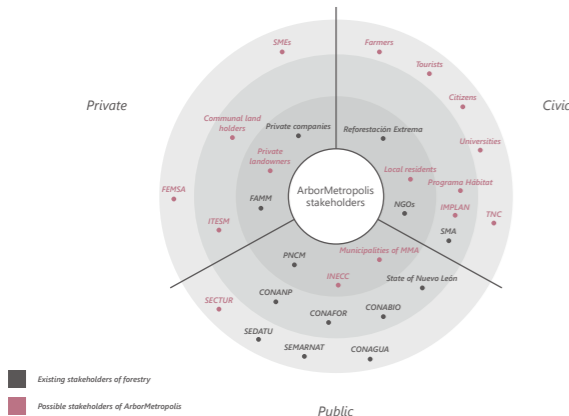 SMEs
Farmers
Tourists
Private
Citizens
Civic
Communal land
holders
Private companies
Reforestación Extrema
Universities
Private
landowners
Local residents
FEMSA
ArborMetropolis
stakeholders
Programa Hábitat
FAMM
NGOs
IMPLAN
TNC
ITESM
SMA
Municipalities of MMA
PNCM
INECC
State of Nuevo León
CONANP
SECTUR
CONAFOR
CONABIO
SEDATU
SEMARNAT
CONAGUA
Existing stakeholders of forestry
Possible stakeholders of ArborMetropolis
Public